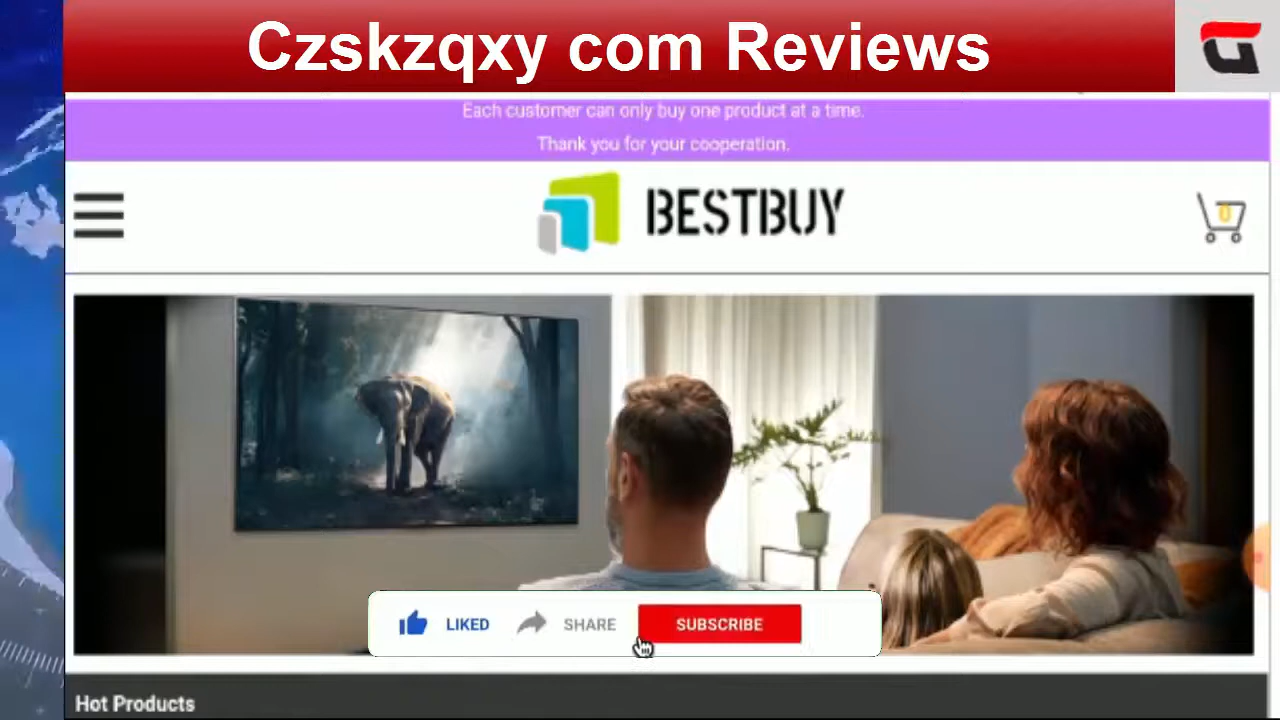 Czskzqxy com Reviews
Each customer can only buy one product at a time.
Thank you for your cooperation.
BESTBUY
0
LIKED SHARE SUBSCRIBE
Hot Products